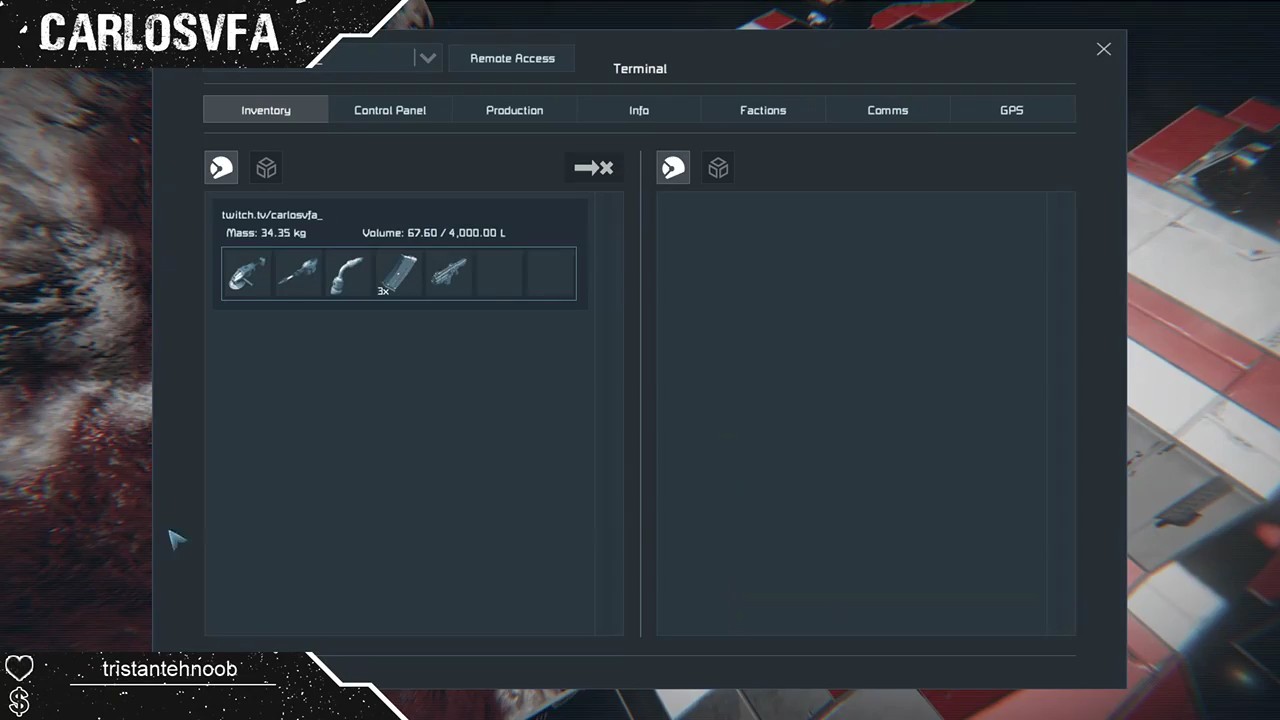 CARLOSVFA
Remote Access
Terminal
Inventory
Control Panel
Production
Info
Factions
Comms
GPS
twitch.tv/carlosvfa_
Mass: 34.35 kg
Volume: 67.60 / 4,000.00 L
3x
tristantehnoob